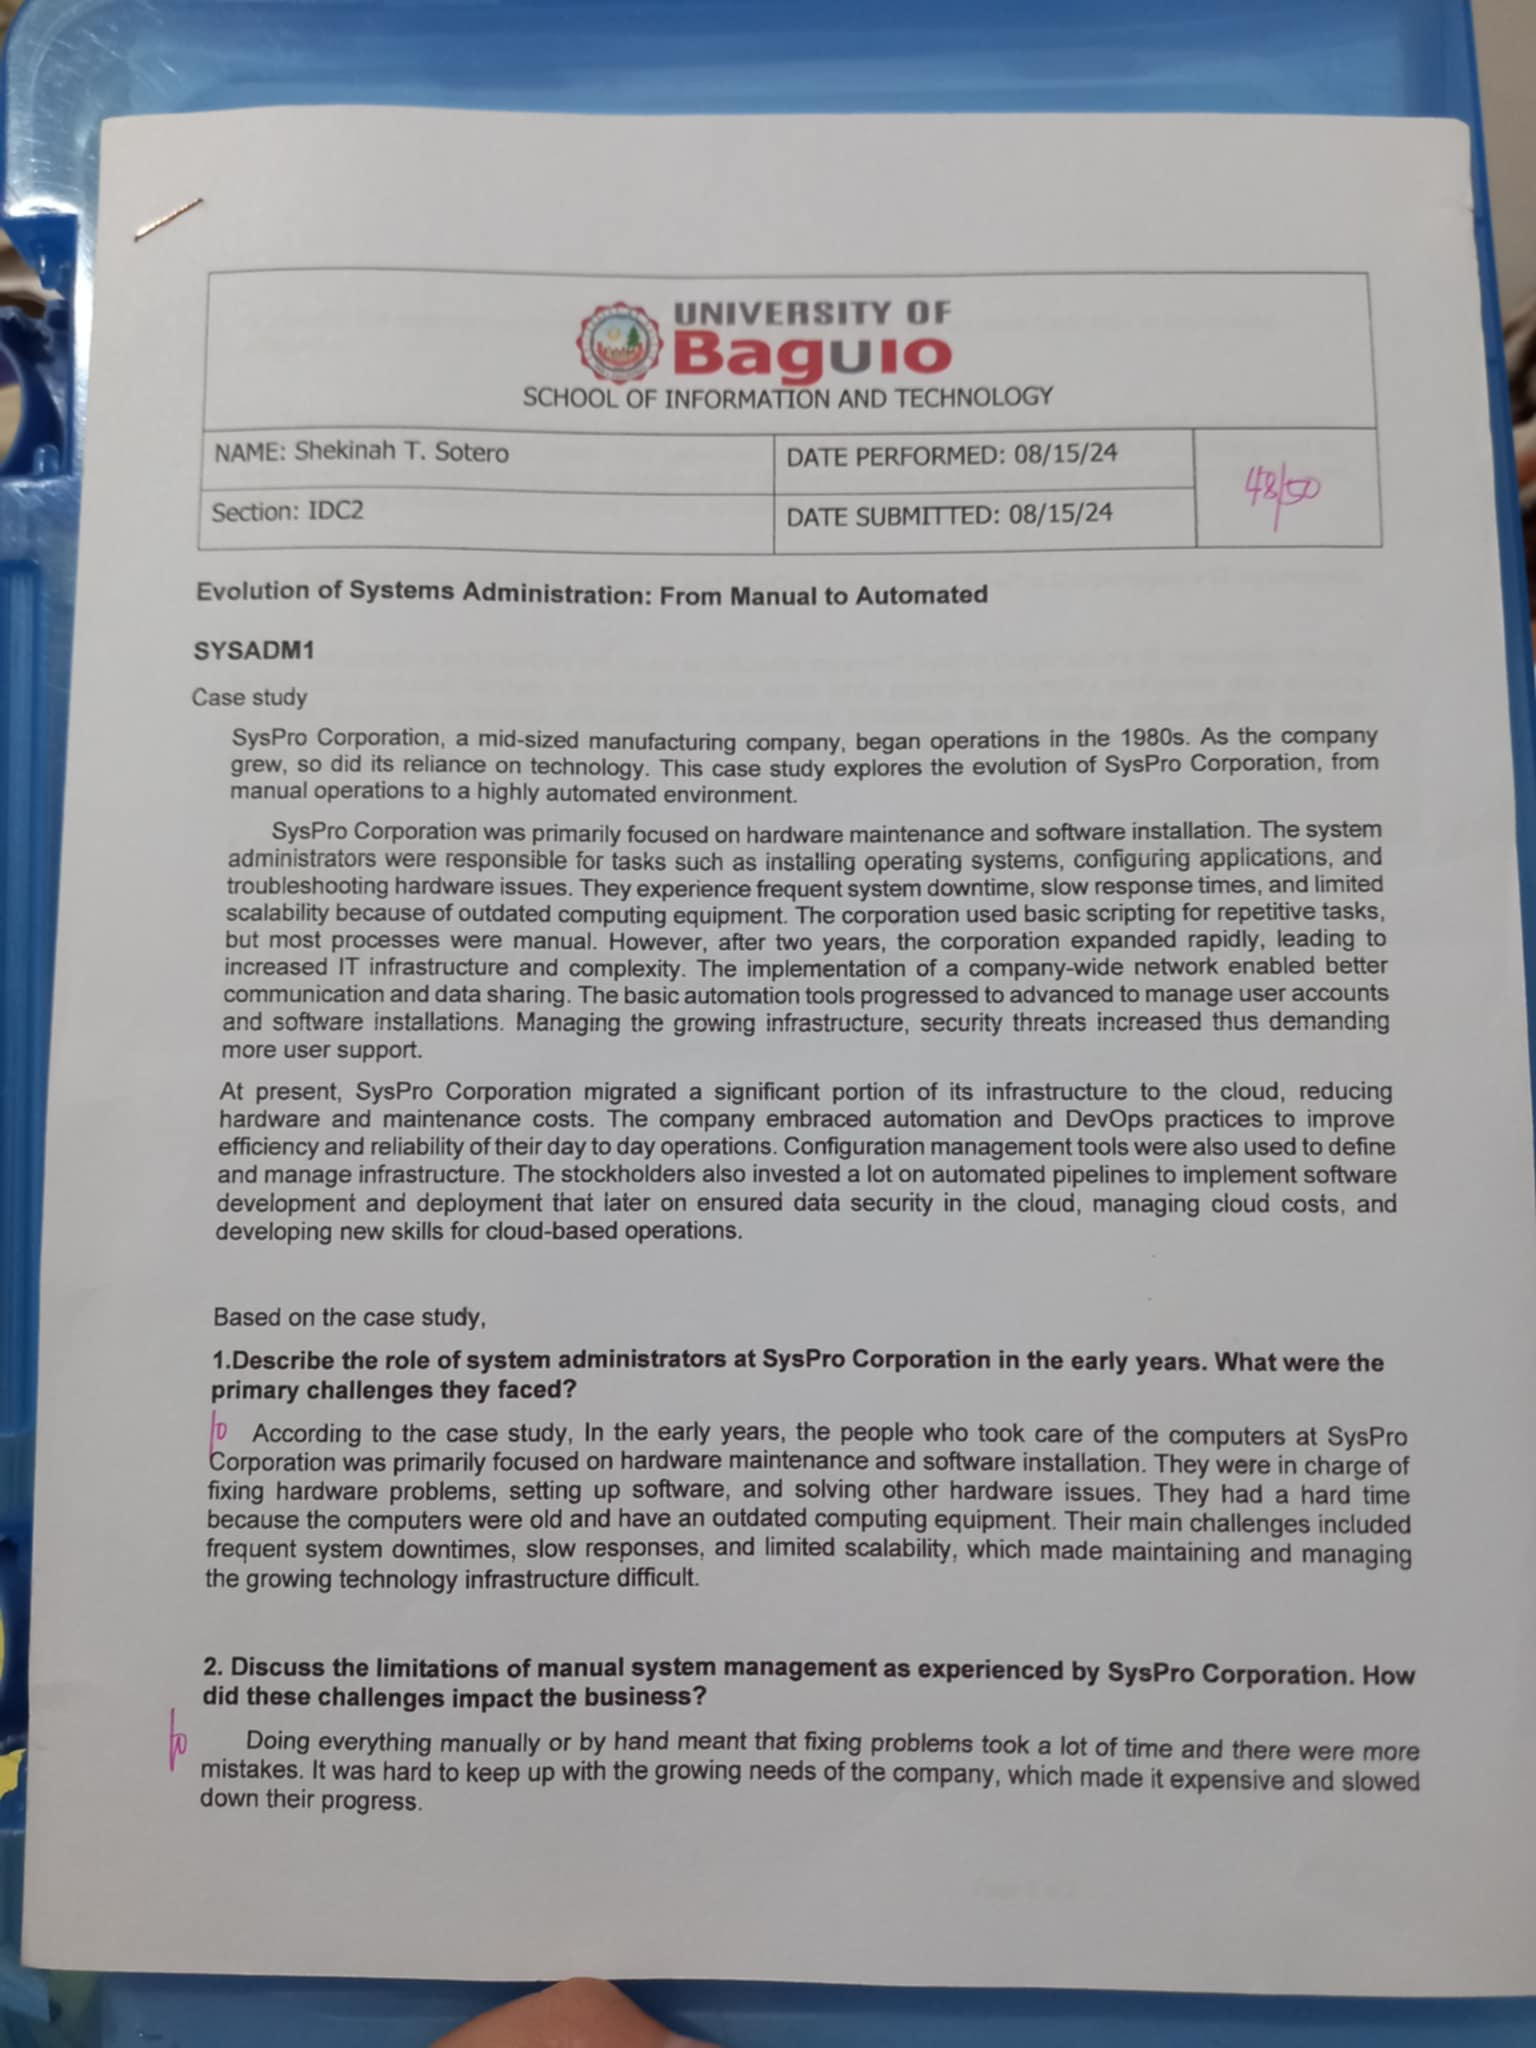 UNIVERSITY OF
Baguio
SCHOOL OF INFORMATION AND TECHNOLOGY
NAME: Shekinah T. Sotero
DATE PERFORMED: 08/15/24
48/50
Section: IDC2
DATE SUBMITTED: 08/15/24
Evolution of Systems Administration: From Manual to Automated
SYSADM1
Case study
SysPro Corporation, a mid-sized manufacturing company, began operations in the 1980s. As the company
grew, so did its reliance on technology. This case study explores the evolution of SysPro Corporation, from
manual operations to a highly automated environment.
SysPro Corporation was primarily focused on hardware maintenance and software installation. The system
administrators were responsible for tasks such as installing operating systems, configuring applications, and
troubleshooting hardware issues. They experience frequent system downtime, slow response times, and limited
scalability because of outdated computing equipment. The corporation used basic scripting for repetitive tasks,
but most processes were manual. However, after two years, the corporation expanded rapidly, leading to
increased IT infrastructure and complexity. The implementation of a company-wide network enabled better
communication and data sharing. The basic automation tools progressed to advanced to manage user accounts
and software installations. Managing the growing infrastructure, security threats increased thus demanding
more user support.
At present, SysPro Corporation migrated a significant portion of its infrastructure to the cloud, reducing
hardware and maintenance costs. The company embraced automation and DevOps practices to improve
efficiency and reliability of their day to day operations. Configuration management tools were also used to define
and manage infrastructure. The stockholders also invested a lot on automated pipelines to implement software
development and deployment that later on ensured data security in the cloud, managing cloud costs, and
developing new skills for cloud-based operations.
Based on the case study,
1.Describe the role of system administrators at SysPro Corporation in the early years. What were the
primary challenges they faced?
10 According to the case study, In the early years, the people who took care of the computers at SysPro
Corporation was primarily focused on hardware maintenance and software installation. They were in charge of
fixing hardware problems, setting up software, and solving other hardware issues. They had a hard time
because the computers were old and have an outdated computing equipment. Their main challenges included
frequent system downtimes, slow responses, and limited scalability, which made maintaining and managing
the growing technology infrastructure difficult.
2. Discuss the limitations of manual system management as experienced by SysPro Corporation. How
did these challenges impact the business?
10 Doing everything manually or by hand meant that fixing problems took a lot of time and there were more
mistakes. It was hard to keep up with the growing needs of the company, which made it expensive and slowed
down their progress.